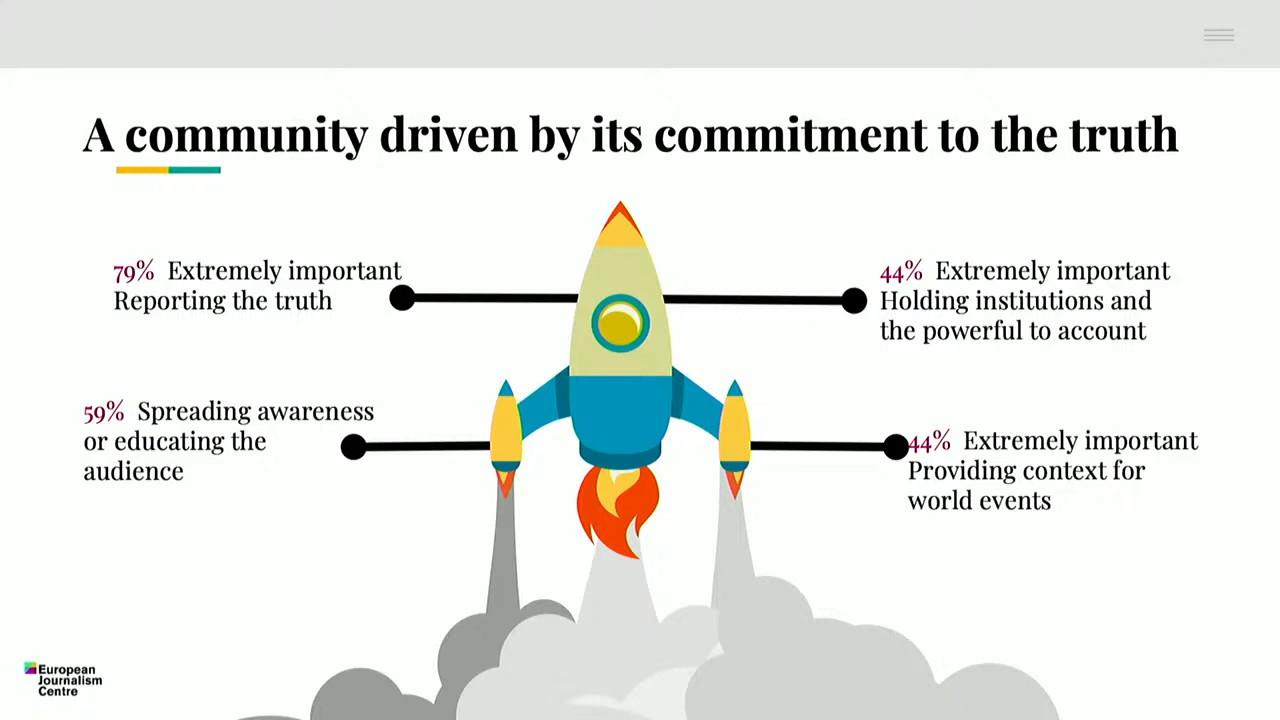 A community driven by its commitment to the truth
79% Extremely important
Reporting the truth
44% Extremely important
Holding institutions and
the powerful to account
59% Spreading awareness
or educating the
audience
44% Extremely important
Providing context for
world events
European
Journalism
Centre